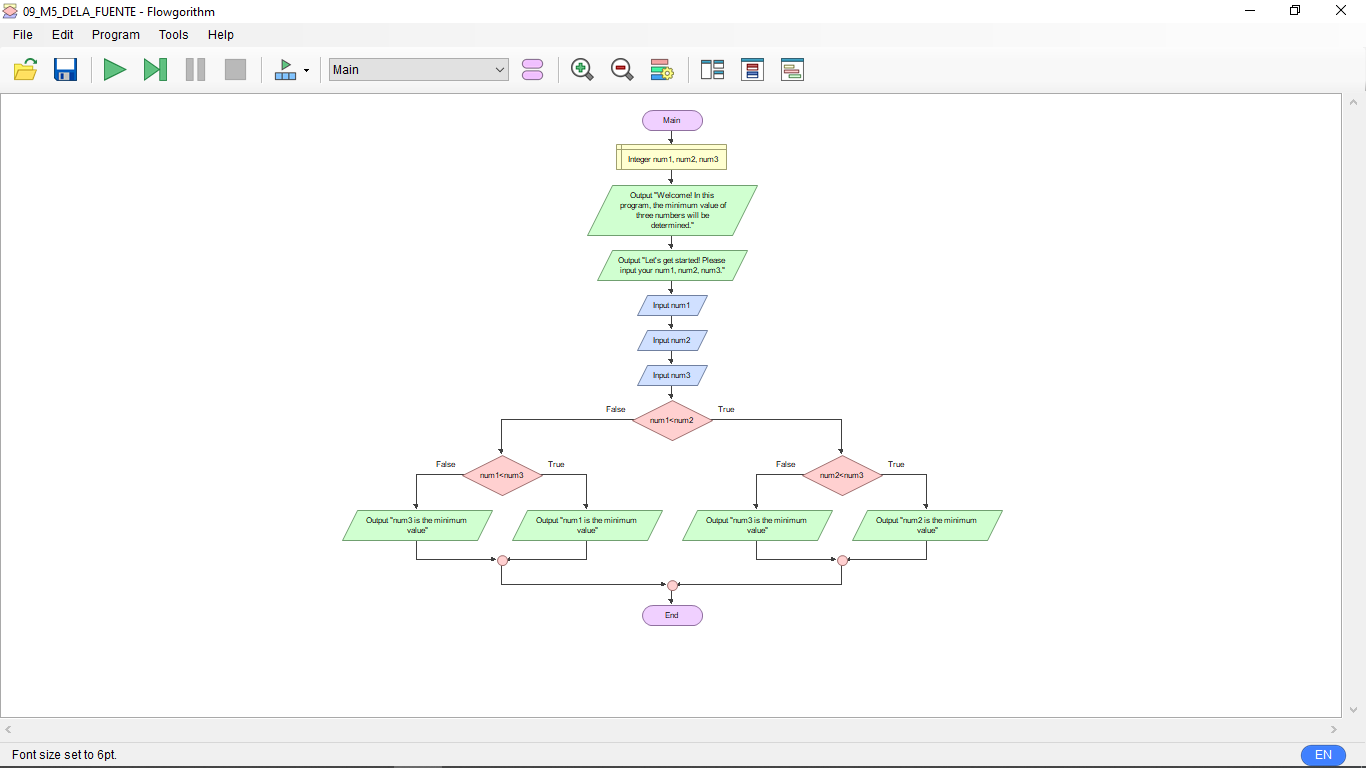 09_M5_DELA_FUENTE - Flowgorithm
File Edit Program Tools Help
Main
Main
Integer num1, num2, num3
Output "Welcome! In this
program, the minimum value of
three numbers will be
determined."
Output "Let's get started! Please
input your num1, num2, num3."
Input num1
Input num2
Input num3
False True
num1<num2
False True False True
num1<num3 num2<num3
Output "num3 is the minimum
value"
Output "num1 is the minimum
value"
Output "num3 is the minimum
value"
Output "num2 is the minimum
value"
End
Font size set to 6pt.
EN